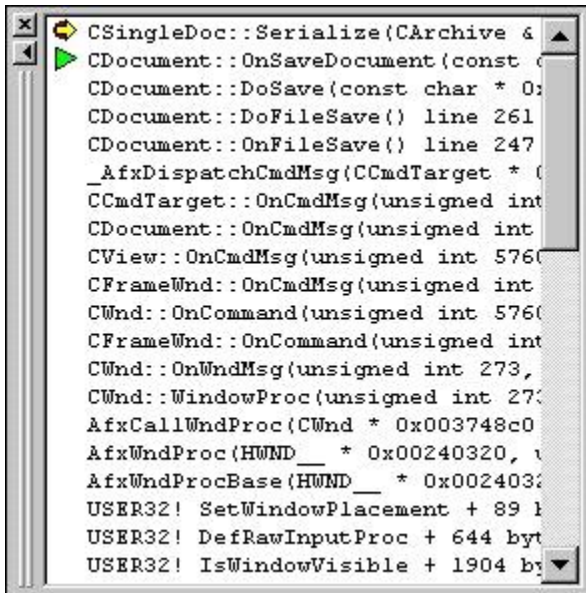 CSingleDoc::Serialize(CArchive &
CDocument::OnSaveDocument(const
CDocument::DoSave(const char *
CDocument::DoFileSave() line 261
CDocument::OnFileSave() line 247
_AfxDispatchCmdMsg(CCmdTarget *
CCmdTarget::OnCmdMsg(unsigned int
CDocument::OnCmdMsg(unsigned int
CView::OnCmdMsg(unsigned int 5760
CFrameWnd::OnCmdMsg(unsigned int
CWnd::OnCommand(unsigned int 5760
CFrameWnd::OnCommand(unsigned int
CWnd::OnWndMsg(unsigned int 273,
CWnd::WindowProc(unsigned int 273
AfxCallWndProc(CWnd * 0x003748c0
AfxWndProc(HWND__ * 0x00240320,
AfxWndProcBase(HWND__ * 0x0024032
USER32! SetWindowPlacement + 89
USER32! DefRawInputProc + 644 byt
USER32! IsWindowVisible + 1904 by